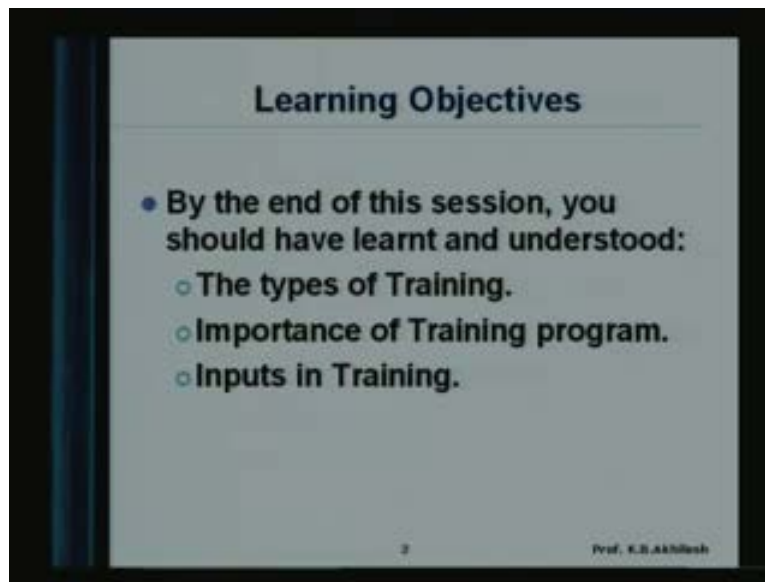 Learning Objectives
By the end of this session, you
should have learnt and understood:
The types of Training.
Importance of Training program.
Inputs in Training.
2
Prof. K.B.Akhilesh